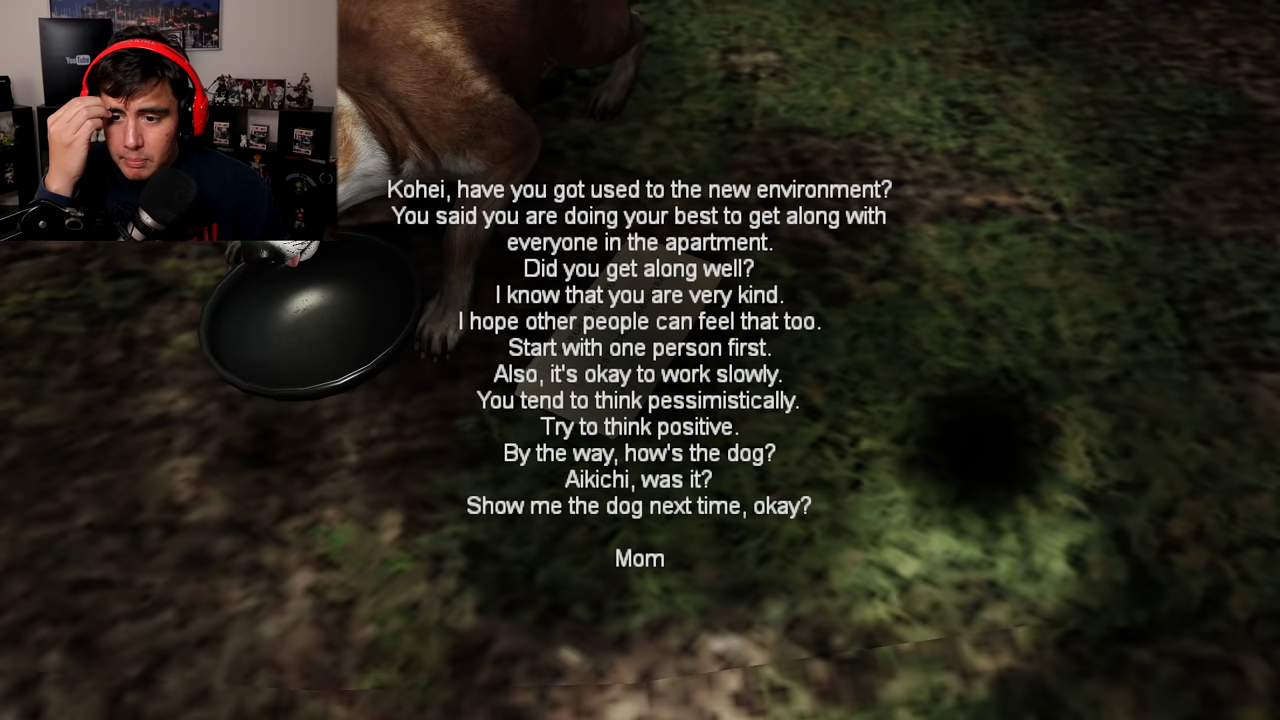 YouTube
Kohei, have you got used to the new environment?
You said you are doing your best to get along with
everyone in the apartment.
Did you get along well?
I know that you are very kind.
I hope other people can feel that too.
Start with one person first.
Also, it's okay to work slowly.
You tend to think pessimistically.
Try to think positive.
By the way, how's the dog?
Aikichi, was it?
Show me the dog next time, okay?
Mom